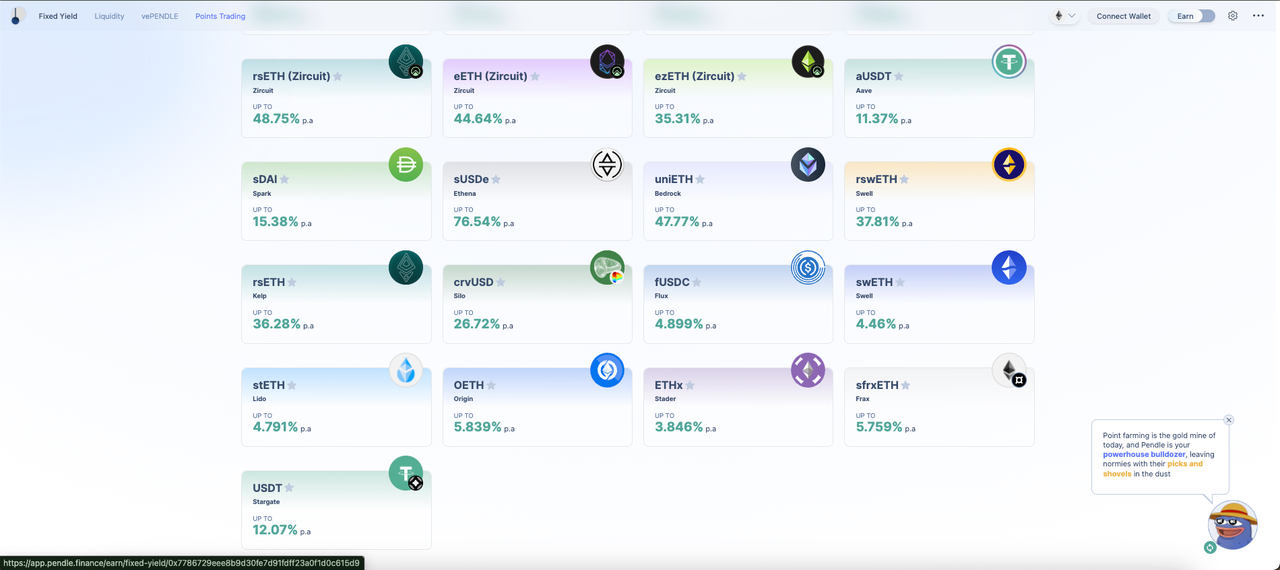 Fixed Yield Liquidity vePENDLE Points Trading Connect Wallet Earn
rsETH (Zircuit)
Zircuit
UP TO
48.75% p.a
eETH (Zircuit)
Zircuit
UP TO
44.64% p.a
ezETH (Zircuit)
Zircuit
UP TO
35.31% p.a
aUSDT
Aave
UP TO
11.37% p.a
sDAI
Spark
UP TO
15.38% p.a
sUSDe
Ethena
UP TO
76.54% p.a
uniETH
Bedrock
UP TO
47.77% p.a
rswETH
Swell
UP TO
37.81% p.a
rsETH
Kelp
UP TO
36.28% p.a
crvUSD
Silo
UP TO
26.72% p.a
fUSDC
Flux
UP TO
4.899% p.a
swETH
Swell
UP TO
4.46% p.a
stETH
Lido
UP TO
4.791% p.a
OETH
Origin
UP TO
5.839% p.a
ETHx
Stader
UP TO
3.846% p.a
sfrxETH
Frax
UP TO
5.759% p.a
USDT
Stargate
UP TO
12.07% p.a
Point farming is the gold mine of
today, and Pendle is your
powerhouse bulldozer, leaving
normies with their picks and
shovels in the dust
https://app.pendle.finance/earn/fixed-yield/0x7786729eee8b9d30fe7d91fdff23a0f1d0c615d9